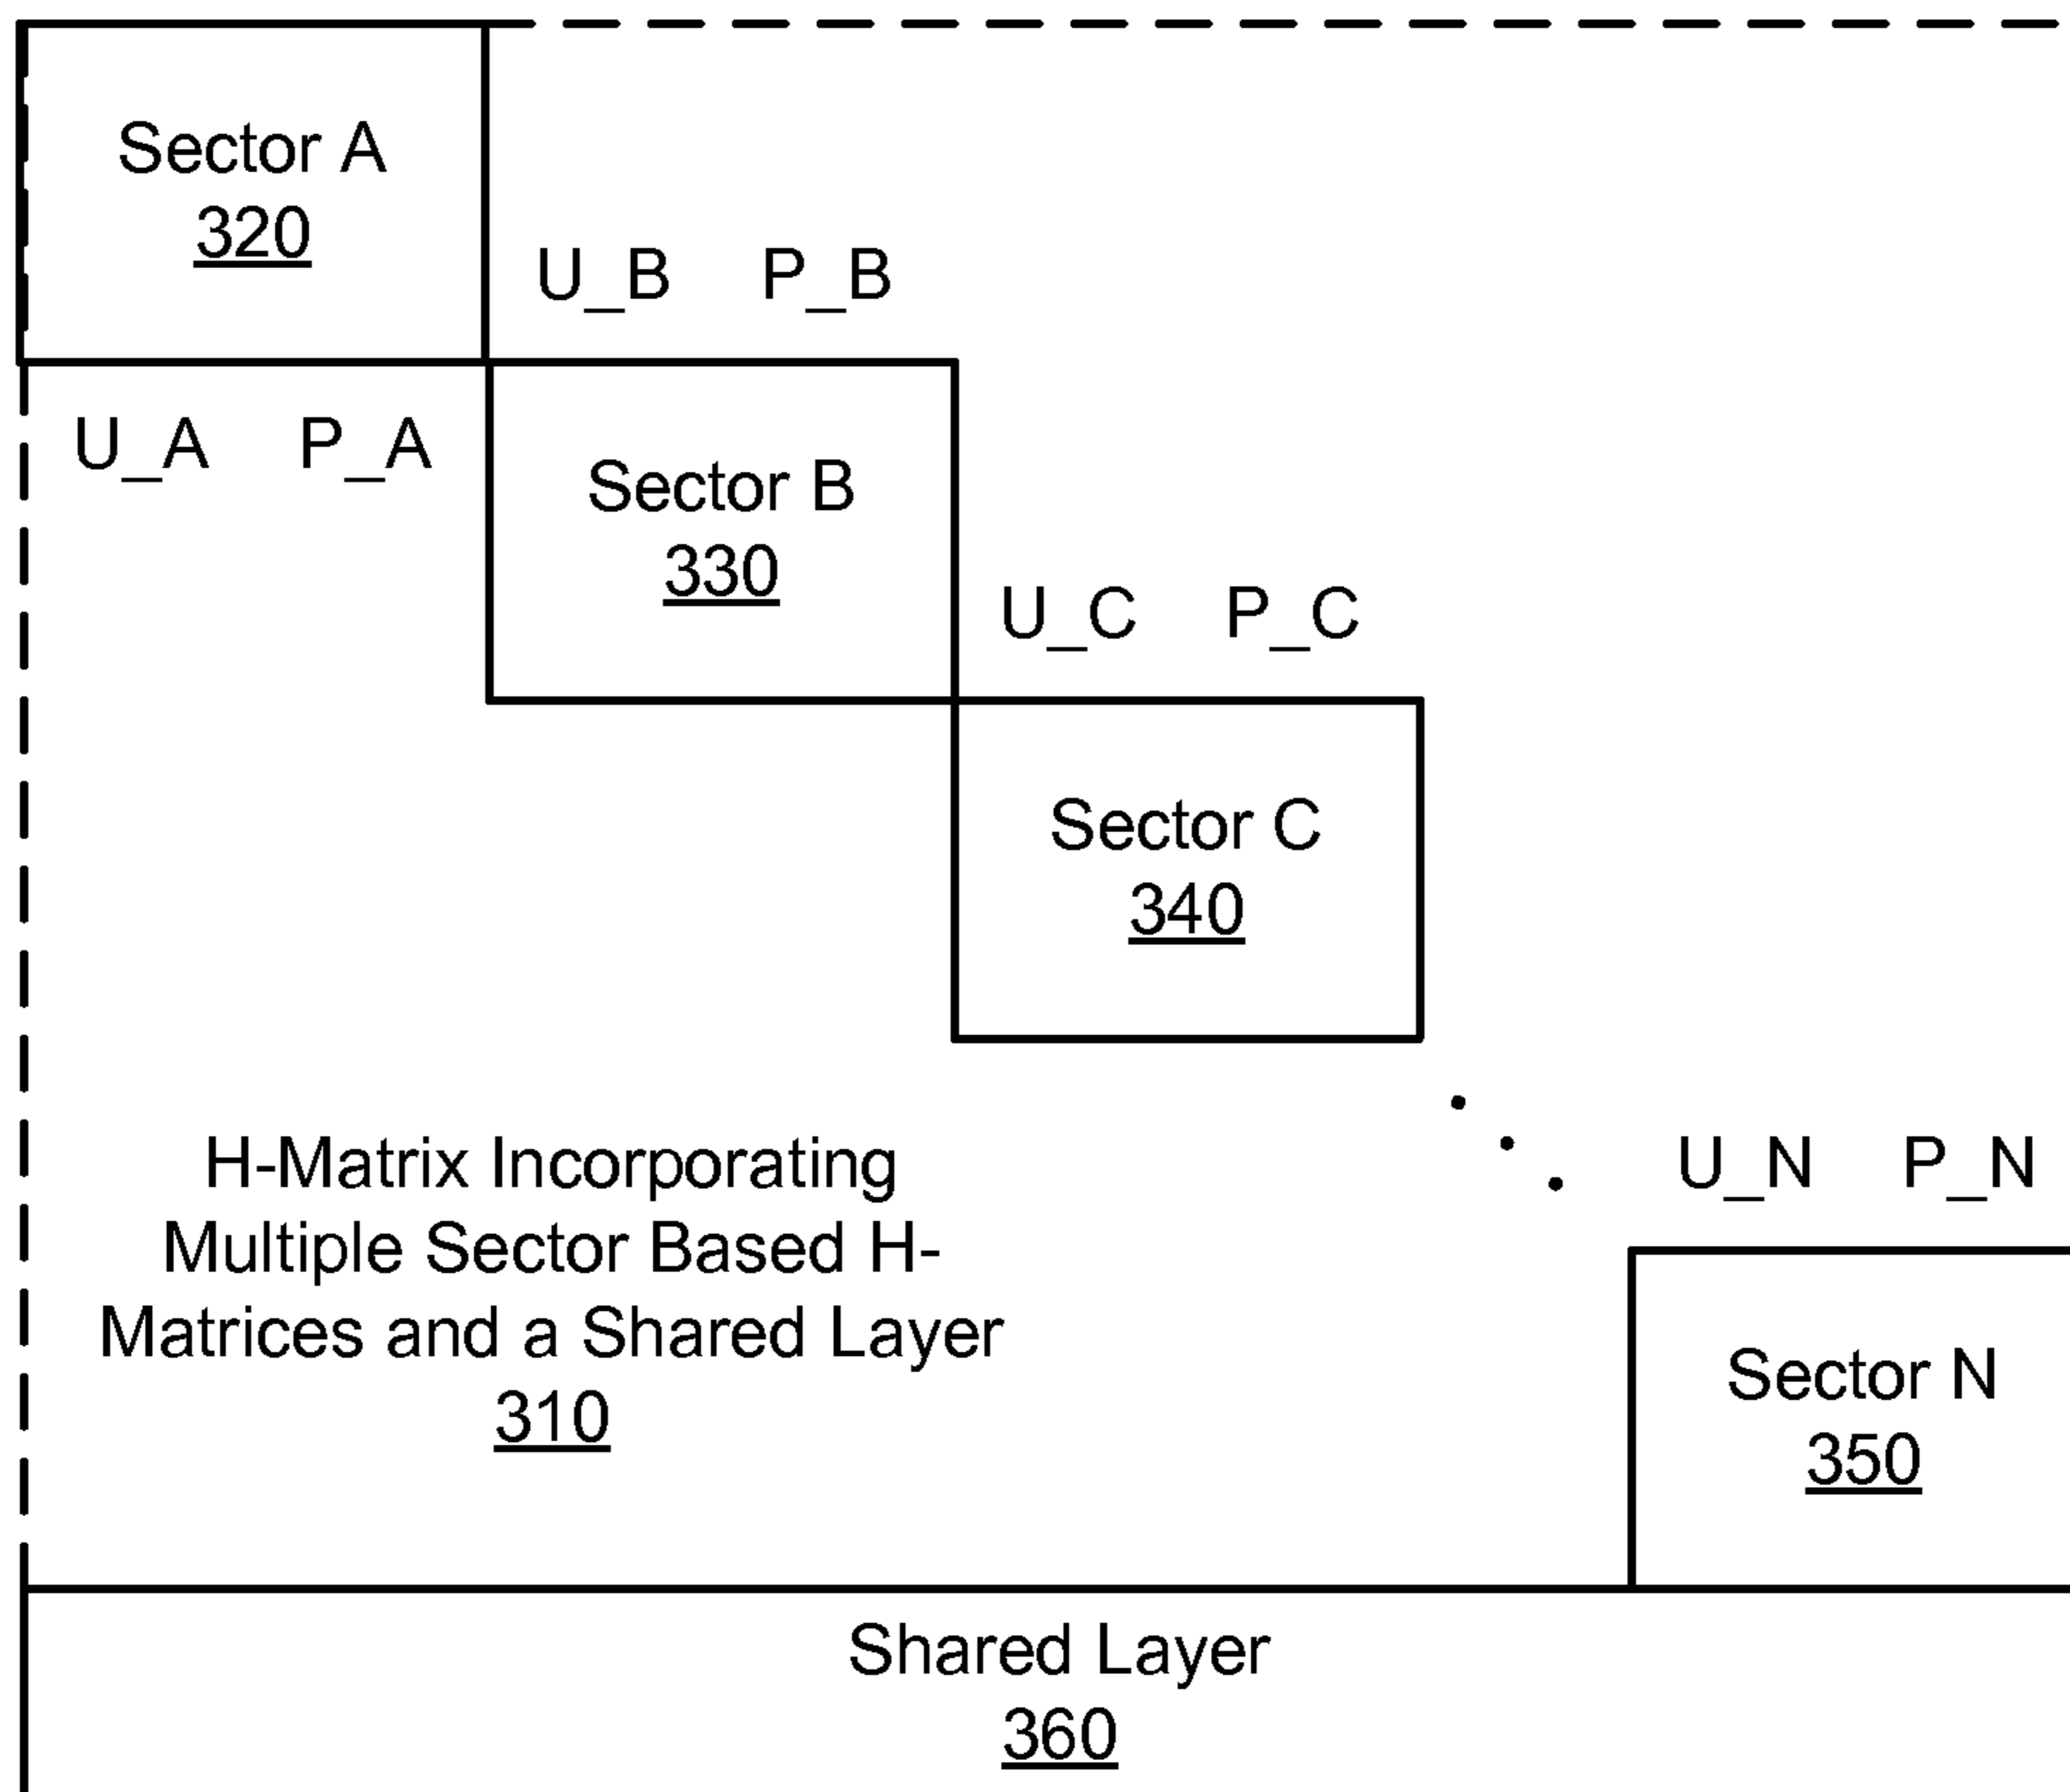 Sector A
320
U_B P_B
U_A P_A
Sector B
330
U_C P_C
Sector C
340
H-Matrix Incorporating
Multiple Sector Based H-
Matrices and a Shared Layer
310
U_N P_N
Sector N
350
Shared Layer
360